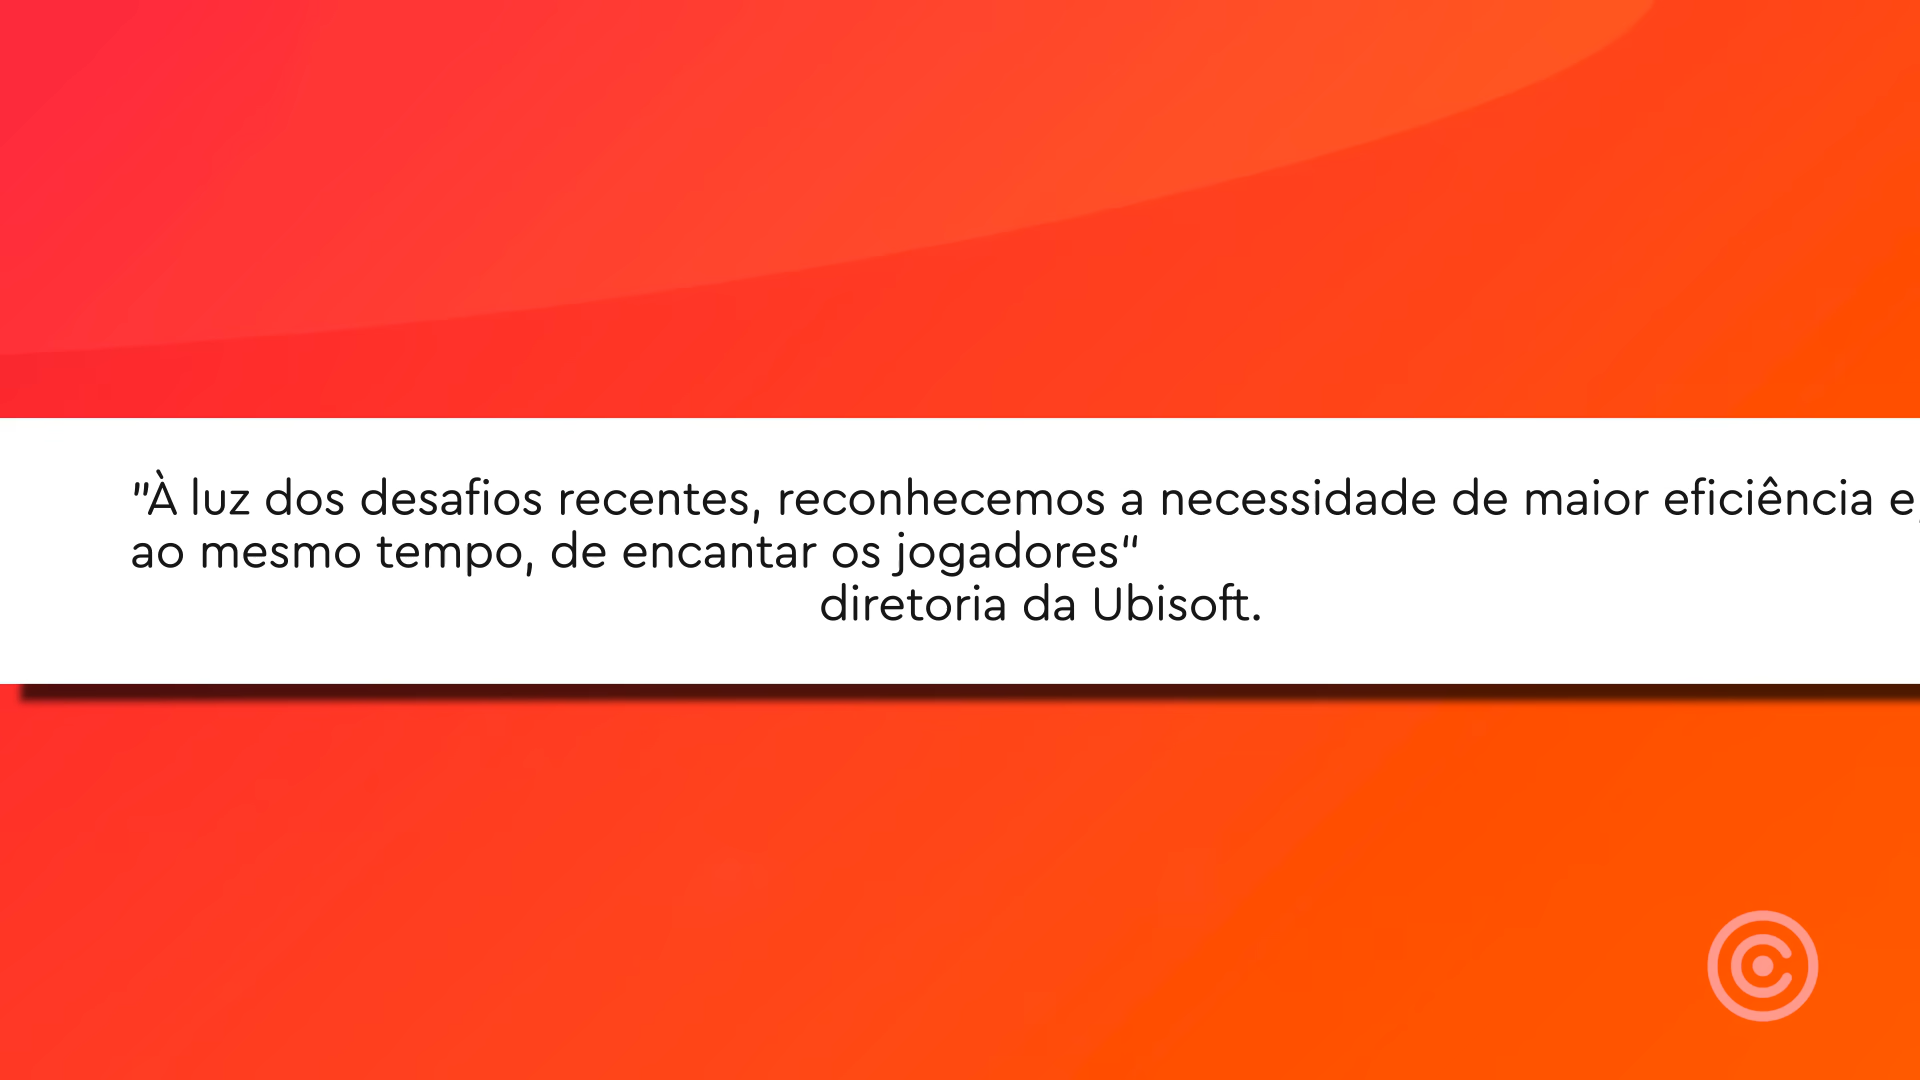 "À luz dos desafios recentes, reconhecemos a necessidade de maior eficiência e,
ao mesmo tempo, de encantar os jogadores"
diretoria da Ubisoft.